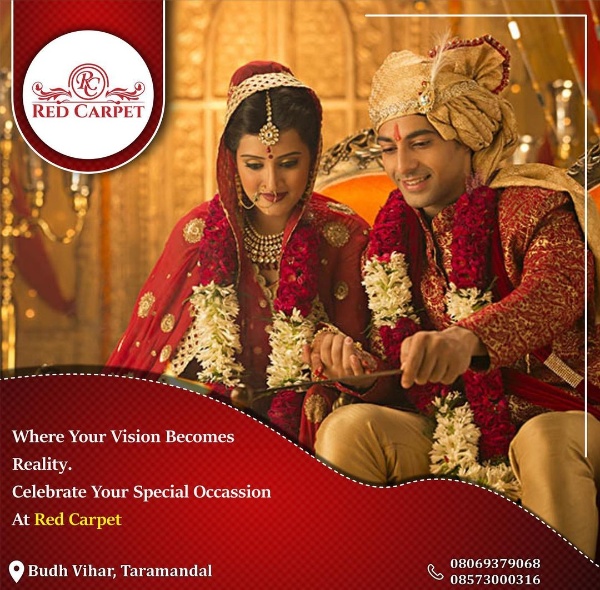 RC
RED CARPET
Where Your Vision Becomes
Reality.
Celebrate Your Special Occassion
At Red Carpet
Budh Vihar, Taramandal
08069379068
08573000316